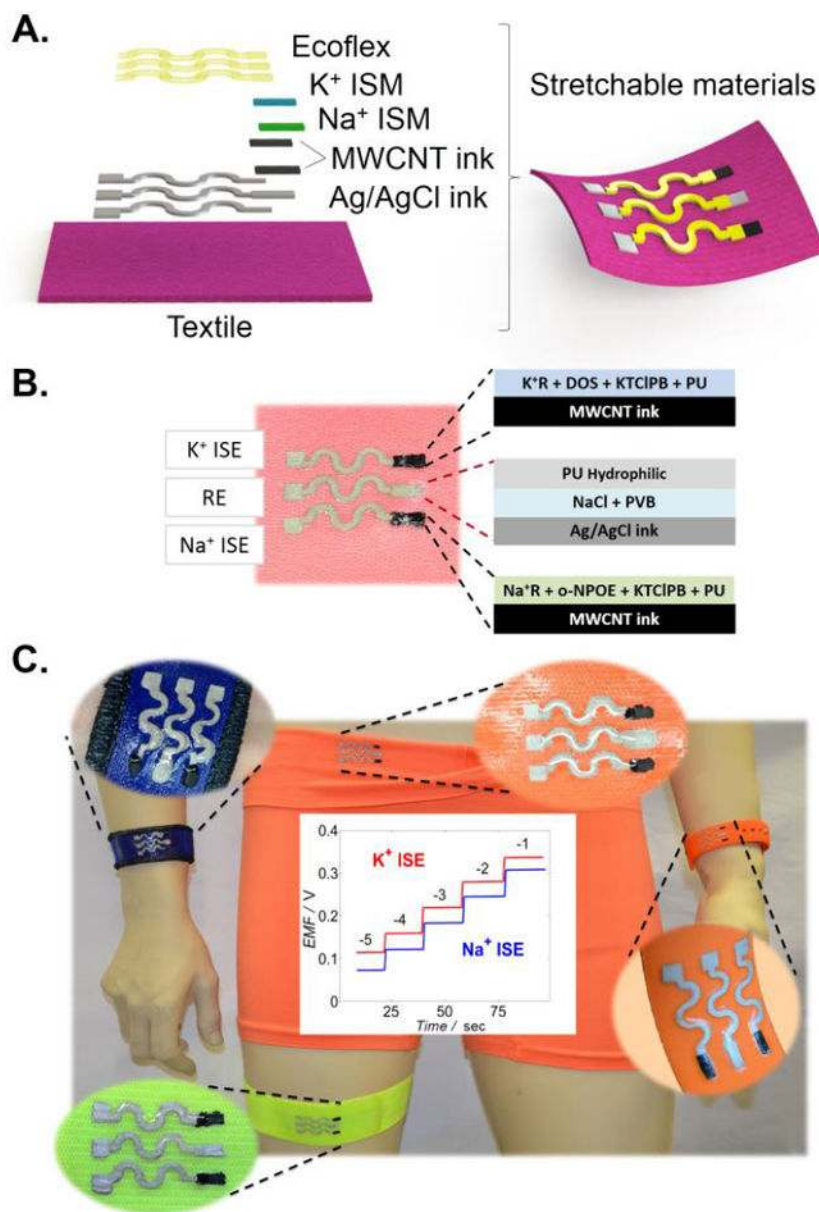 A.
Ecoflex
K⁺ ISM
Na⁺ ISM
MWCNT ink
Ag/AgCl ink
Textile
Stretchable materials
B.
K⁺ ISE
RE
Na⁺ ISE
K⁺R + DOS + KTClPB + PU
MWCNT ink
PU Hydrophilic
NaCl + PVB
Ag/AgCl ink
Na⁺R + o-NPOE + KTClPB + PU
MWCNT ink
C.
EMF / V
0.4
0.3
0.2
0.1
0
K⁺ ISE
Na⁺ ISE
-5
-4
-3
-2
-1
25 50 75
Time / sec